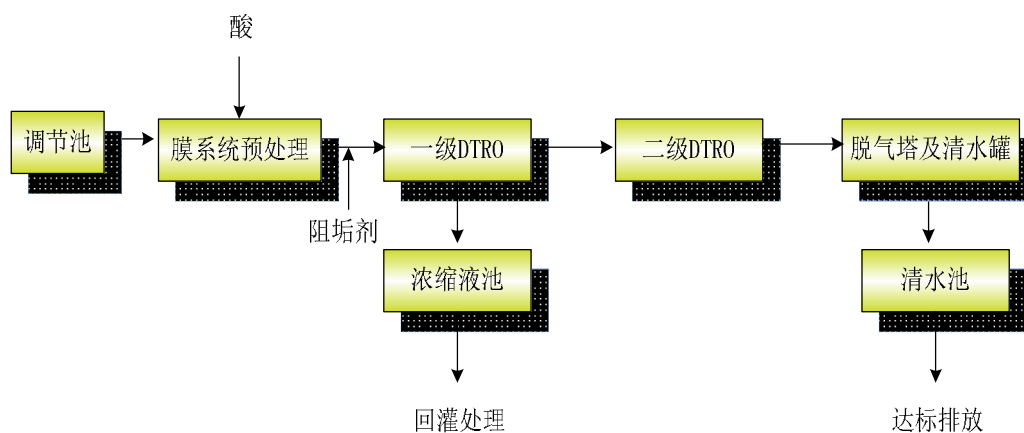 酸
调节池
膜系统预处理
一级DTRO
二级DTRO
脱气塔及清水罐
阻垢剂
浓缩液池
清水池
回灌处理
达标排放